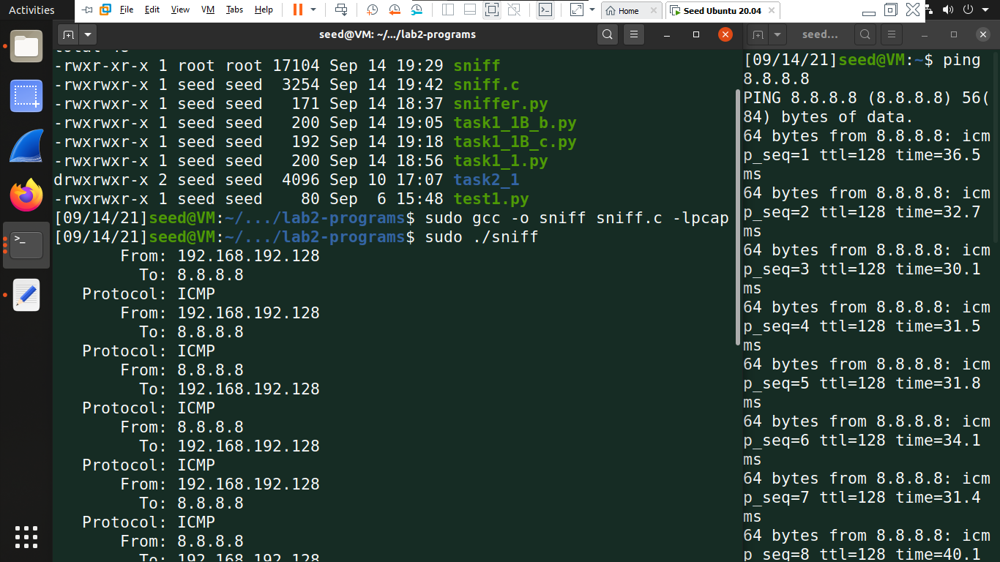 Activities
File Edit View VM Tabs Help
Home
Seed Ubuntu 20.04
seed@VM: ~/.../lab2-programs
-rwxr-xr-x 1 root root 17104 Sep 14 19:29 sniff
-rwxrwxr-x 1 seed seed  3254 Sep 14 19:42 sniff.c
-rwxrwxr-x 1 seed seed   171 Sep 14 18:37 sniffer.py
-rwxrwxr-x 1 seed seed   200 Sep 14 19:05 task1_1B_b.py
-rwxrwxr-x 1 seed seed   192 Sep 14 19:18 task1_1B_c.py
-rwxrwxr-x 1 seed seed   200 Sep 14 18:56 task1_1.py
drwxrwxr-x 2 seed seed  4096 Sep 10 17:07 task2_1
-rwxrwxr-x 1 seed seed    80 Sep  6 15:48 test1.py
[09/14/21]seed@VM:~/.../lab2-programs$ sudo gcc -o sniff sniff.c -lpcap
[09/14/21]seed@VM:~/.../lab2-programs$ sudo ./sniff
From: 192.168.192.128
To: 8.8.8.8
Protocol: ICMP
From: 192.168.192.128
To: 8.8.8.8
Protocol: ICMP
From: 8.8.8.8
To: 192.168.192.128
Protocol: ICMP
From: 8.8.8.8
To: 192.168.192.128
Protocol: ICMP
From: 192.168.192.128
To: 8.8.8.8
Protocol: ICMP
From: 8.8.8.8
To: 192.168.192.128
seed...
[09/14/21]seed@VM:~$ ping
8.8.8.8
PING 8.8.8.8 (8.8.8.8) 56(
84) bytes of data.
64 bytes from 8.8.8.8: icm
p_seq=1 ttl=128 time=36.5
ms
64 bytes from 8.8.8.8: icm
p_seq=2 ttl=128 time=32.7
ms
64 bytes from 8.8.8.8: icm
p_seq=3 ttl=128 time=30.1
ms
64 bytes from 8.8.8.8: icm
p_seq=4 ttl=128 time=31.5
ms
64 bytes from 8.8.8.8: icm
p_seq=5 ttl=128 time=31.8
ms
64 bytes from 8.8.8.8: icm
p_seq=6 ttl=128 time=34.1
ms
64 bytes from 8.8.8.8: icm
p_seq=7 ttl=128 time=31.4
ms
64 bytes from 8.8.8.8: icm
p_seq=8 ttl=128 time=40.1